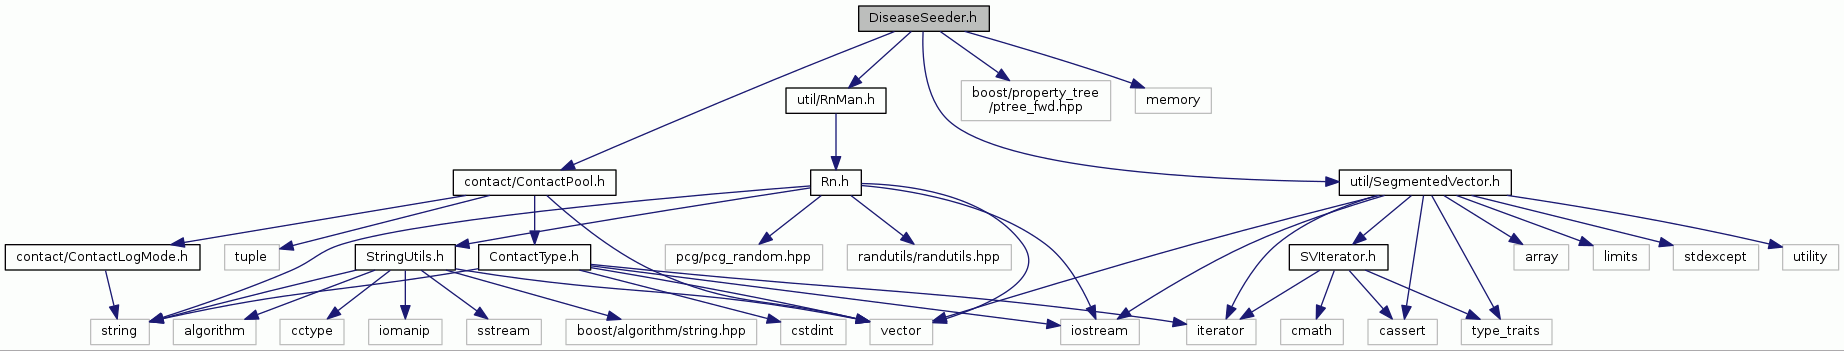 DiseaseSeeder.h
util/RnMan.h
boost/property_tree
/ptree_fwd.hpp
memory
contact/ContactPool.h
Rn.h
util/SegmentedVector.h
contact/ContactLogMode.h
tuple
StringUtils.h
ContactType.h
pcg/pcg_random.hpp
randutils/randutils.hpp
SVIterator.h
array
limits
stdexcept
utility
string
algorithm
cctype
iomanip
sstream
boost/algorithm/string.hpp
cstdint
vector
iostream
iterator
cmath
cassert
type_traits